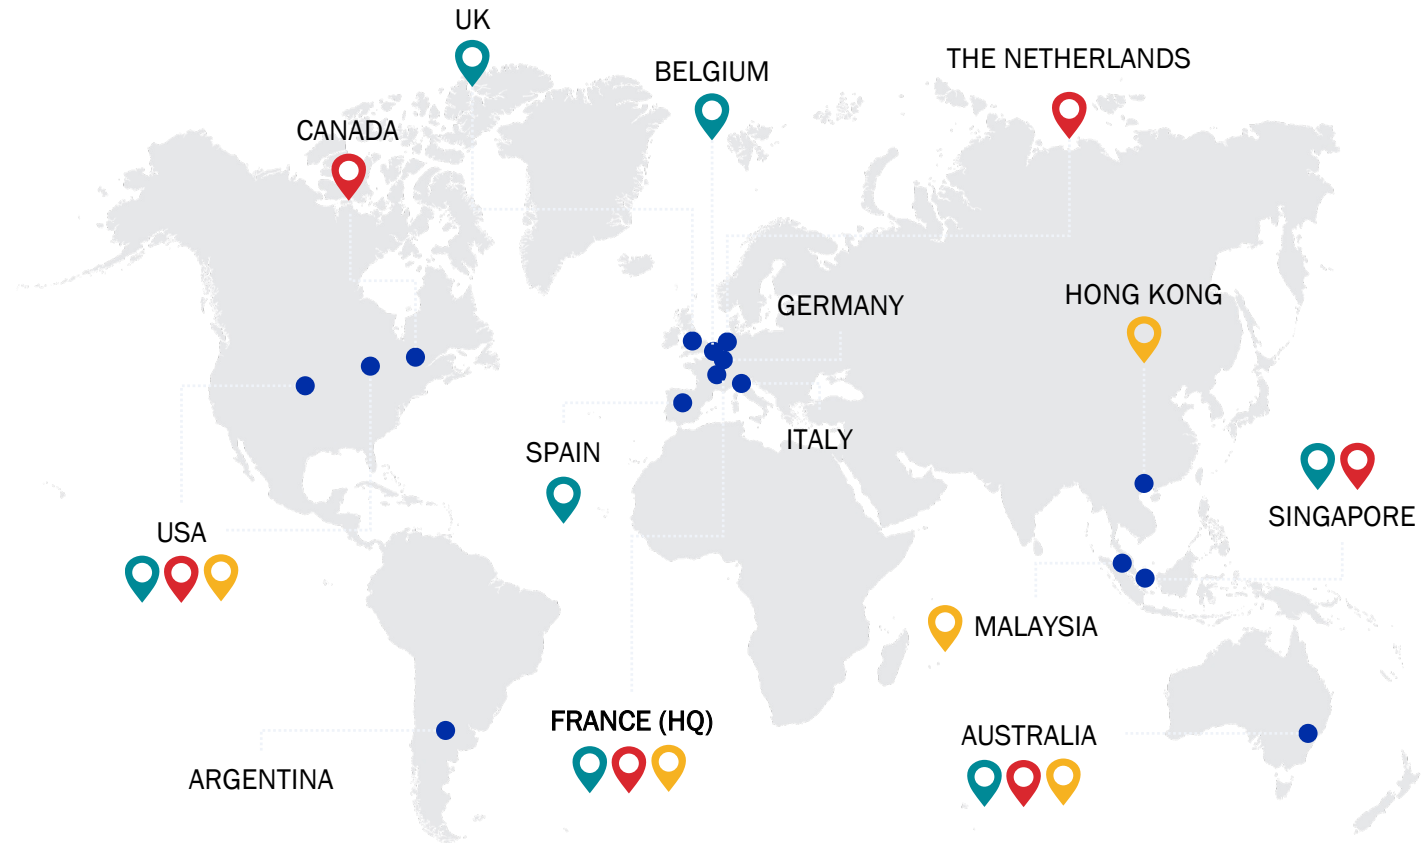 UK
BELGIUM
THE NETHERLANDS
CANADA
GERMANY
HONG KONG
ITALY
SPAIN
SINGAPORE
USA
MALAYSIA
FRANCE (HQ)
AUSTRALIA
ARGENTINA